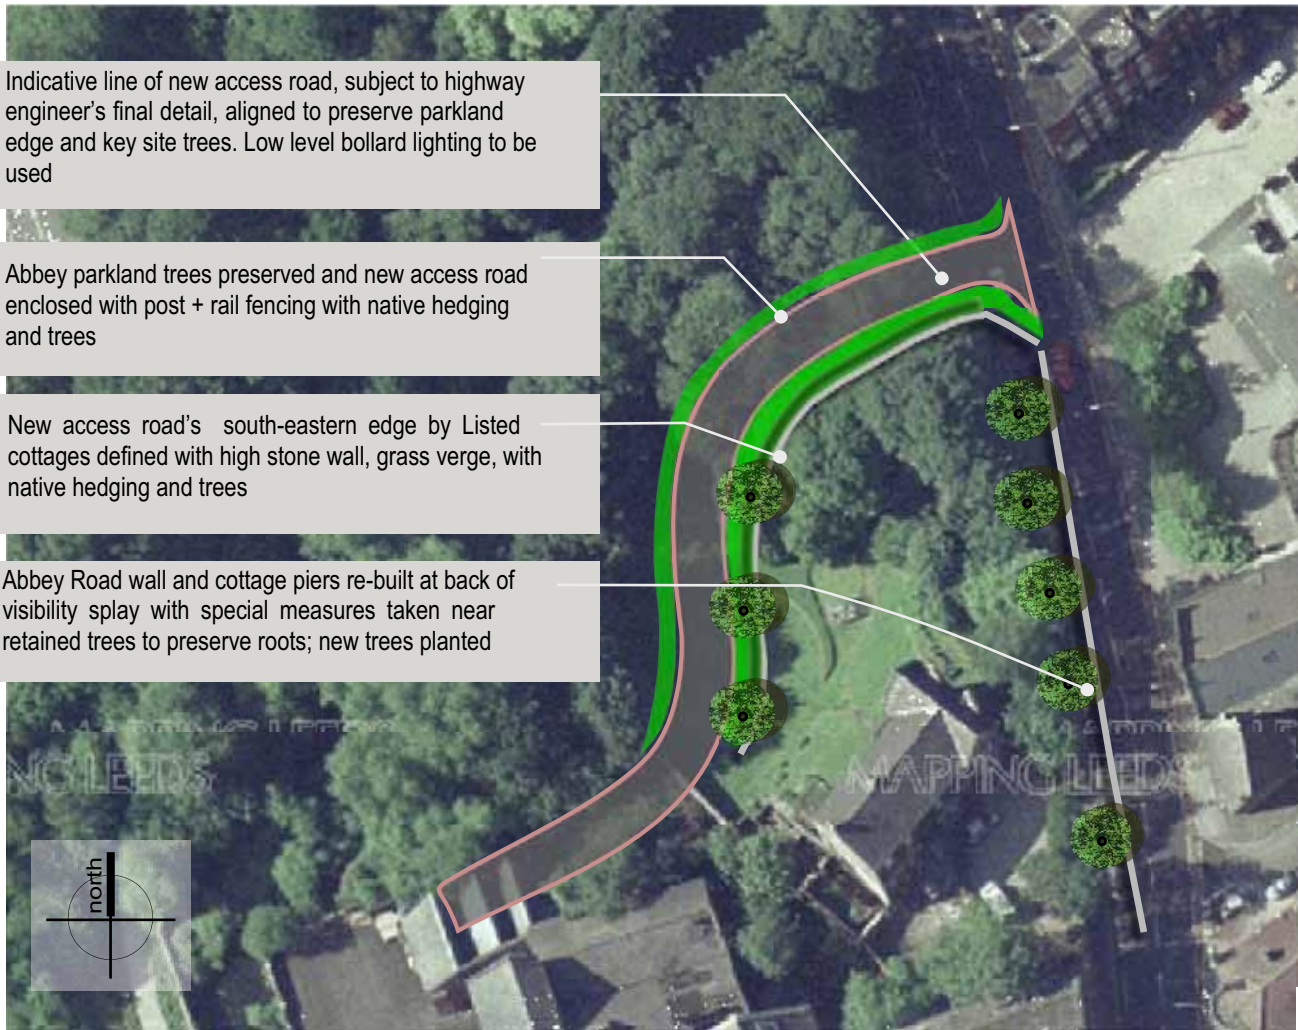 Indicative line of new access road, subject to highway
engineer's final detail, aligned to preserve parkland
edge and key site trees. Low level bollard lighting to be
used
Abbey parkland trees preserved and new access road
enclosed with post + rail fencing with native hedging
and trees
New access road's south-eastern edge by Listed
cottages defined with high stone wall, grass verge, with
native hedging and trees
Abbey Road wall and cottage piers re-built at back of
visibility splay with special measures taken near
retained trees to preserve roots; new trees planted
MAPPING LEEDS
NG LEEDS
MAPPING LEEDS
north